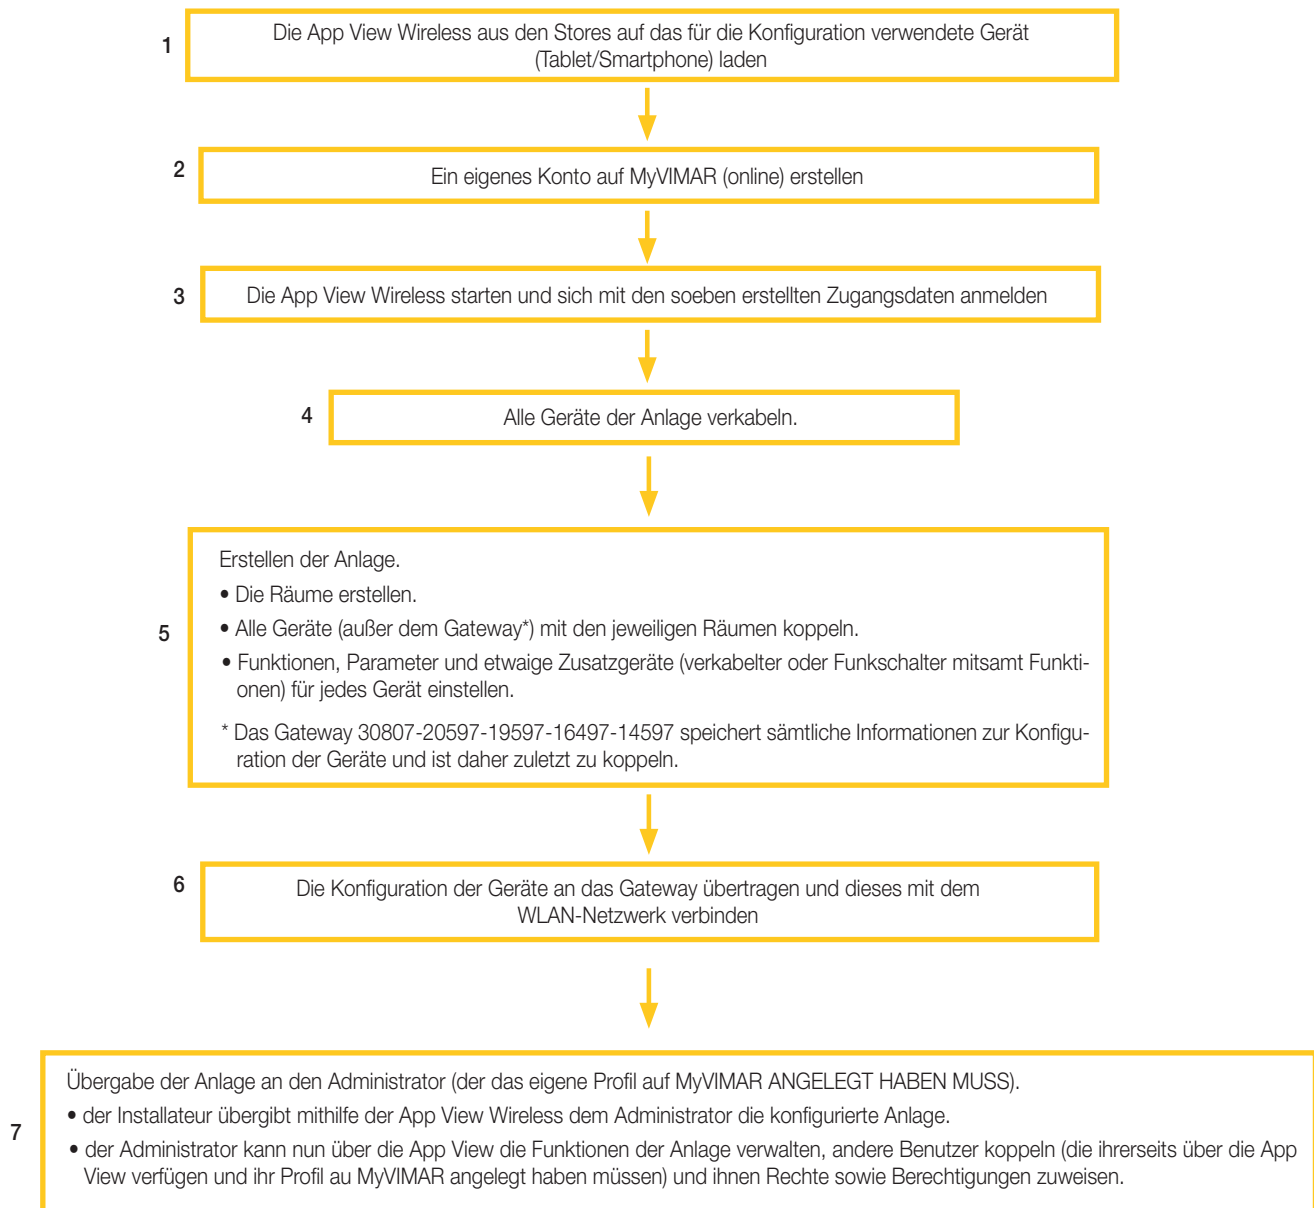 1
Die App View Wireless aus den Stores auf das für die Konfiguration verwendete Gerät
(Tablet/Smartphone) laden
2
Ein eigenes Konto auf MyVIMAR (online) erstellen
3
Die App View Wireless starten und sich mit den soeben erstellten Zugangsdaten anmelden
4
Alle Geräte der Anlage verkabeln.
5
Erstellen der Anlage.
• Die Räume erstellen.
• Alle Geräte (außer dem Gateway*) mit den jeweiligen Räumen koppeln.
• Funktionen, Parameter und etwaige Zusatzgeräte (verkabelter oder Funkschalter mitsamt Funkti-
onen) für jedes Gerät einstellen.
* Das Gateway 30807-20597-19597-16497-14597 speichert sämtliche Informationen zur Konfigu-
ration der Geräte und ist daher zuletzt zu koppeln.
6
Die Konfiguration der Geräte an das Gateway übertragen und dieses mit dem
WLAN-Netzwerk verbinden
7
Übergabe der Anlage an den Administrator (der das eigene Profil auf MyVIMAR ANGELEGT HABEN MUSS).
• der Installateur übergibt mithilfe der App View Wireless dem Administrator die konfigurierte Anlage.
• der Administrator kann nun über die App View die Funktionen der Anlage verwalten, andere Benutzer koppeln (die ihrerseits über die App
View verfügen und ihr Profil au MyVIMAR angelegt haben müssen) und ihnen Rechte sowie Berechtigungen zuweisen.